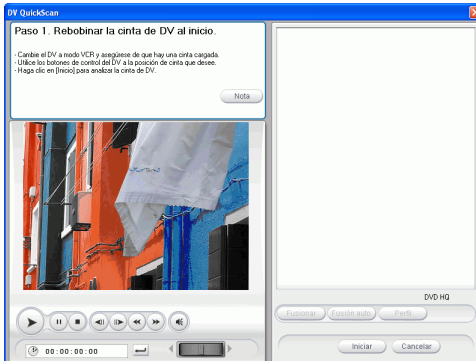 DV QuickScan
Paso 1. Rebobinar la cinta de DV al inicio.
- Cambie el DV a modo VCR y asegúrese de que hay una cinta cargada.
- Utilice los botones de control del DV a la posición de cinta que desee.
- Haga clic en [Inicio] para analizar la cinta de DV.
Nota
DVD HQ
Fusionar
Fusión auto
Perfil
00:00:00:00
Iniciar
Cancelar